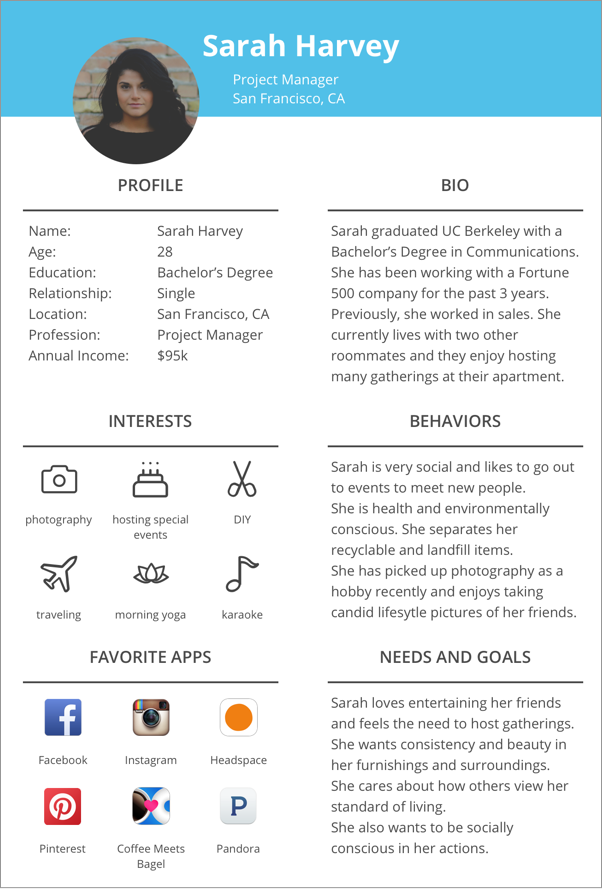 Sarah Harvey
Project Manager
San Francisco, CA
PROFILE
Name: Sarah Harvey
Age: 28
Education: Bachelor’s Degree
Relationship: Single
Location: San Francisco, CA
Profession: Project Manager
Annual Income: $95k
BIO
Sarah graduated UC Berkeley with a
Bachelor’s Degree in Communications.
She has been working with a Fortune
500 company for the past 3 years.
Previously, she worked in sales. She
currently lives with two other
roommates and they enjoy hosting
many gatherings at their apartment.
INTERESTS
photography
hosting special
events
DIY
traveling
morning yoga
karaoke
BEHAVIORS
Sarah is very social and likes to go out
to events to meet new people.
She is health and environmentally
conscious. She separates her
recyclable and landfill items.
She has picked up photography as a
hobby recently and enjoys taking
candid lifesytle pictures of her friends.
FAVORITE APPS
Facebook
Instagram
Headspace
Pinterest
Coffee Meets
Bagel
Pandora
NEEDS AND GOALS
Sarah loves entertaining her friends
and feels the need to host gatherings.
She wants consistency and beauty in
her furnishings and surroundings.
She cares about how others view her
standard of living.
She also wants to be socially
conscious in her actions.